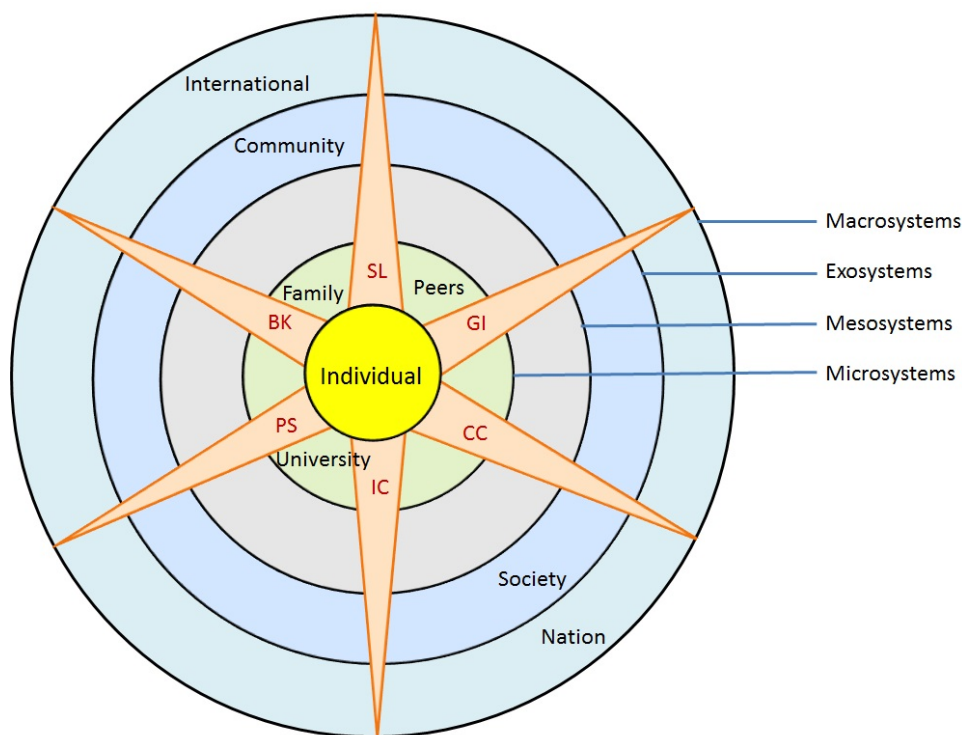 International
Community
Macrosystems
Exosystems
SL
Family
Peers
BK
GI
Mesosystems
Individual
Microsystems
PS
CC
University
IC
Society
Nation